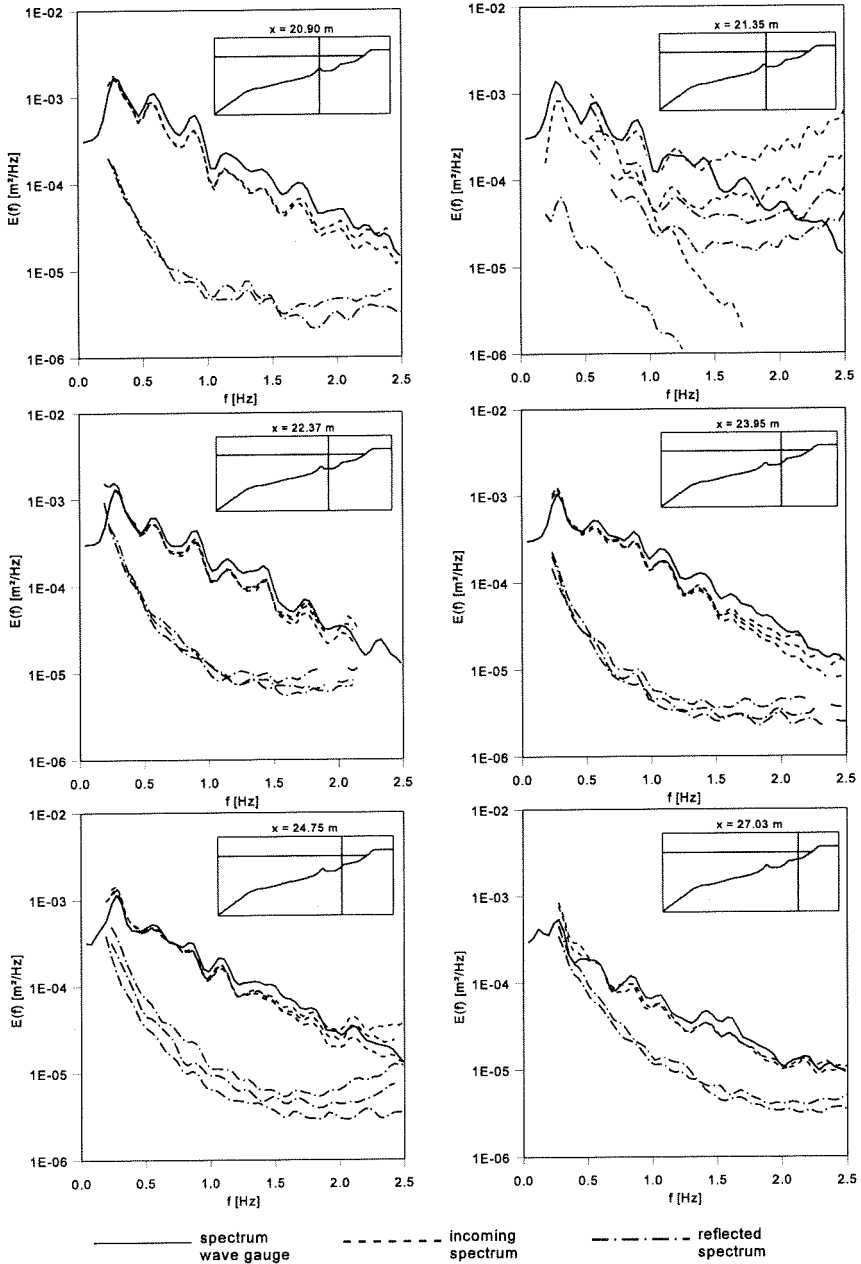 x = 20.90 m
1E-02
1E-03
1E-04
1E-05
1E-06
E(f) [m²/Hz]
0.0 0.5 1.0 1.5 2.0 2.5
f [Hz]
x = 21.35 m
1E-02
1E-03
1E-04
1E-05
1E-06
E(f) [m²/Hz]
0.0 0.5 1.0 1.5 2.0 2.5
f [Hz]
x = 22.37 m
1E-02
1E-03
1E-04
1E-05
1E-06
E(f) [m²/Hz]
0.0 0.5 1.0 1.5 2.0 2.5
f [Hz]
x = 23.95 m
1E-02
1E-03
1E-04
1E-05
1E-06
E(f) [m²/Hz]
0.0 0.5 1.0 1.5 2.0 2.5
f [Hz]
x = 24.75 m
1E-02
1E-03
1E-04
1E-05
1E-06
E(f) [m²/Hz]
0.0 0.5 1.0 1.5 2.0 2.5
f [Hz]
x = 27.03 m
1E-02
1E-03
1E-04
1E-05
1E-06
E(f) [m²/Hz]
0.0 0.5 1.0 1.5 2.0 2.5
f [Hz]
spectrum
wave gauge
incoming
spectrum
reflected
spectrum